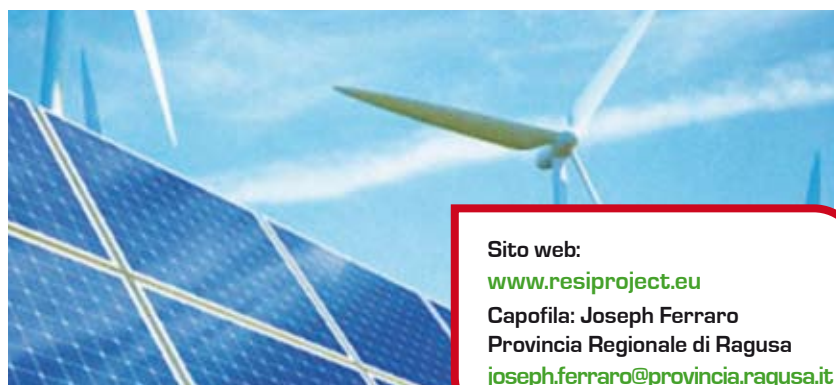 Sito web:
www.resiproject.eu
Capofila: Joseph Ferraro
Provincia Regionale di Ragusa
joseph.ferraro@provincia.ragusa.it